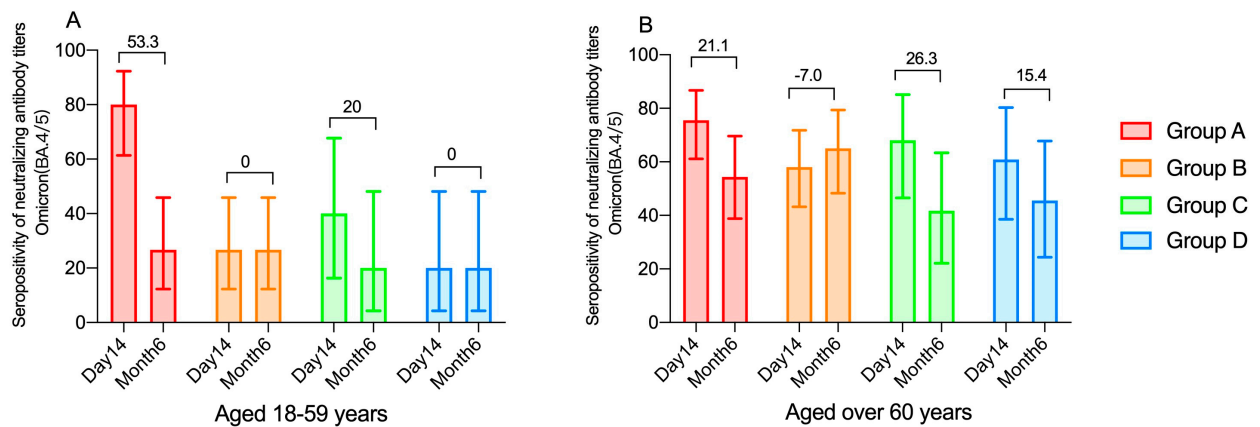 A
Seropositivity of neutralizing antibody titers
Omicron(BA.4/5)
100
80
60
40
20
0
53.3
0
20
0
Day14
Month6
Day14
Month6
Day14
Month6
Day14
Month6
Aged 18-59 years
B
Seropositivity of neutralizing antibody titers
Omicron(BA.4/5)
100
80
60
40
20
0
21.1
-7.0
26.3
15.4
Day14
Month6
Day14
Month6
Day14
Month6
Day14
Month6
Aged over 60 years
Group A
Group B
Group C
Group D